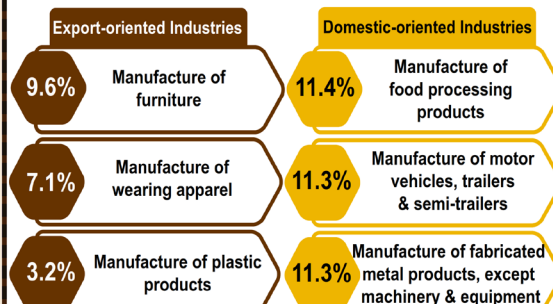 Export-oriented Industries
9.6%
Manufacture of
furniture
7.1%
Manufacture of
wearing apparel
3.2%
Manufacture of plastic
products
Domestic-oriented Industries
11.4%
Manufacture of
food processing
products
11.3%
Manufacture of motor
vehicles, trailers
& semi-trailers
11.3%
Manufacture of fabricated
metal products, except
machinery & equipment